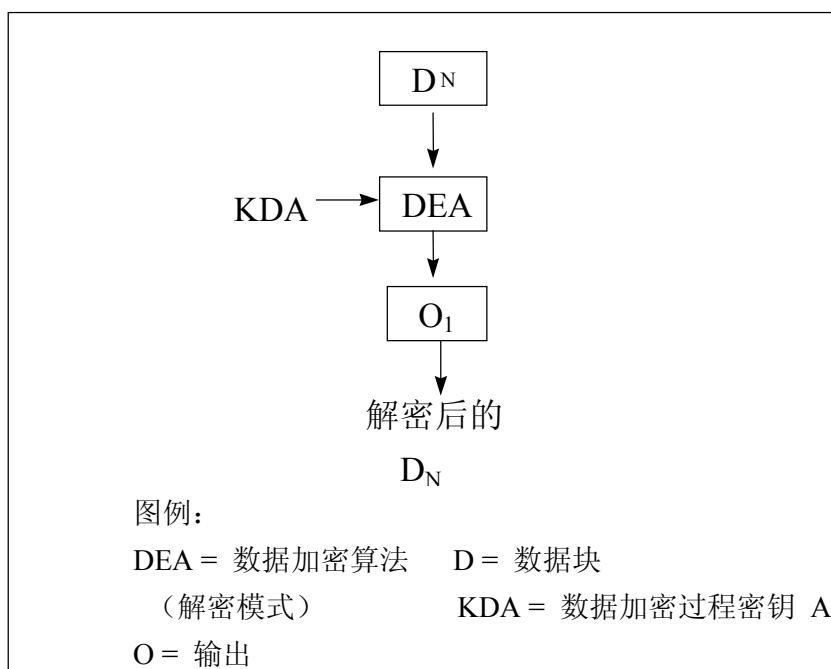 D N
KDA
DEA
O1
解密后的
DN
图例：
DEA = 数据加密算法 D = 数据块
（解密模式） KDA = 数据加密过程密钥 A
O = 输出